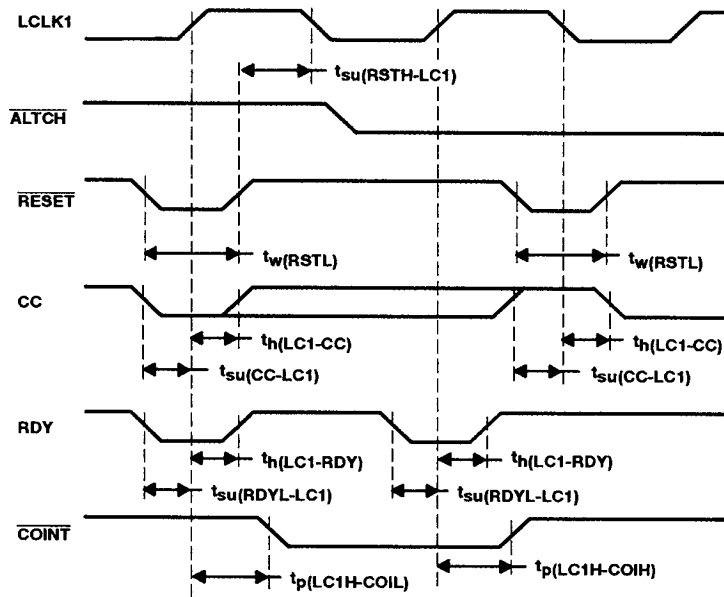 LCLK1
tsu(RSTH-LC1)
ALTCH
RESET
tw(RSTL)
tw(RSTL)
CC
th(LC1-CC)
th(LC1-CC)
tsu(CC-LC1)
tsu(CC-LC1)
RDY
th(LC1-RDY)
th(LC1-RDY)
tsu(RDYL-LC1)
tsu(RDYL-LC1)
COINT
tp(LC1H-COIL)
tp(LC1H-COIH)